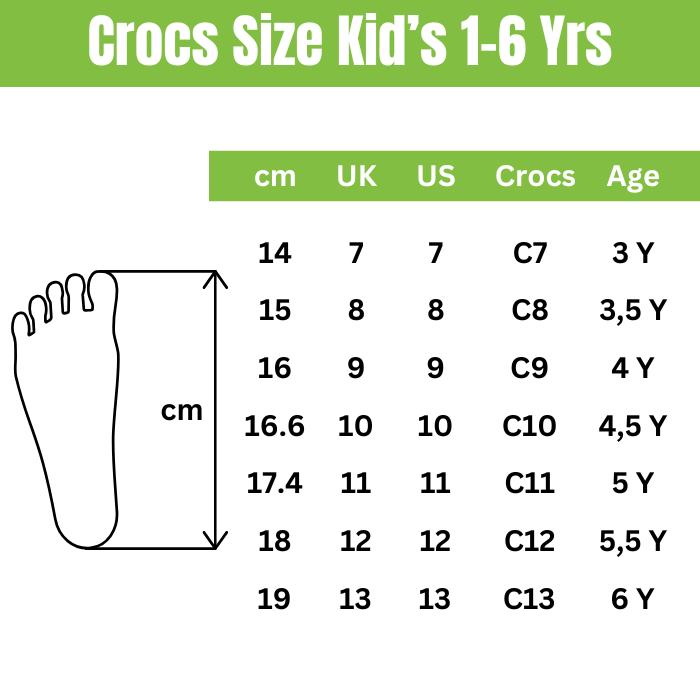 Crocs Size Kid’s 1-6 Yrs
cm UK US Crocs Age
14 7 7 C7 3 Y
15 8 8 C8 3,5 Y
16 9 9 C9 4 Y
cm
16.6 10 10 C10 4,5 Y
17.4 11 11 C11 5 Y
18 12 12 C12 5,5 Y
19 13 13 C13 6 Y